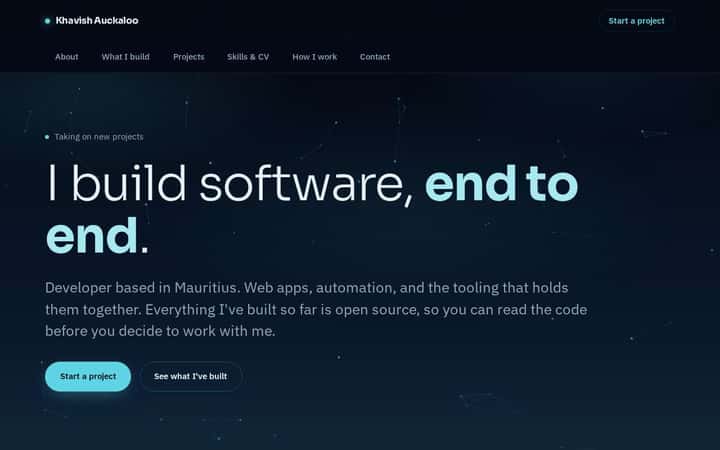 Khavish Auckaloo
Start a project
About What I build Projects Skills & CV How I work Contact
Taking on new projects
I build software, end to
end.
Developer based in Mauritius. Web apps, automation, and the tooling that holds
them together. Everything I've built so far is open source, so you can read the code
before you decide to work with me.
Start a project
See what I've built